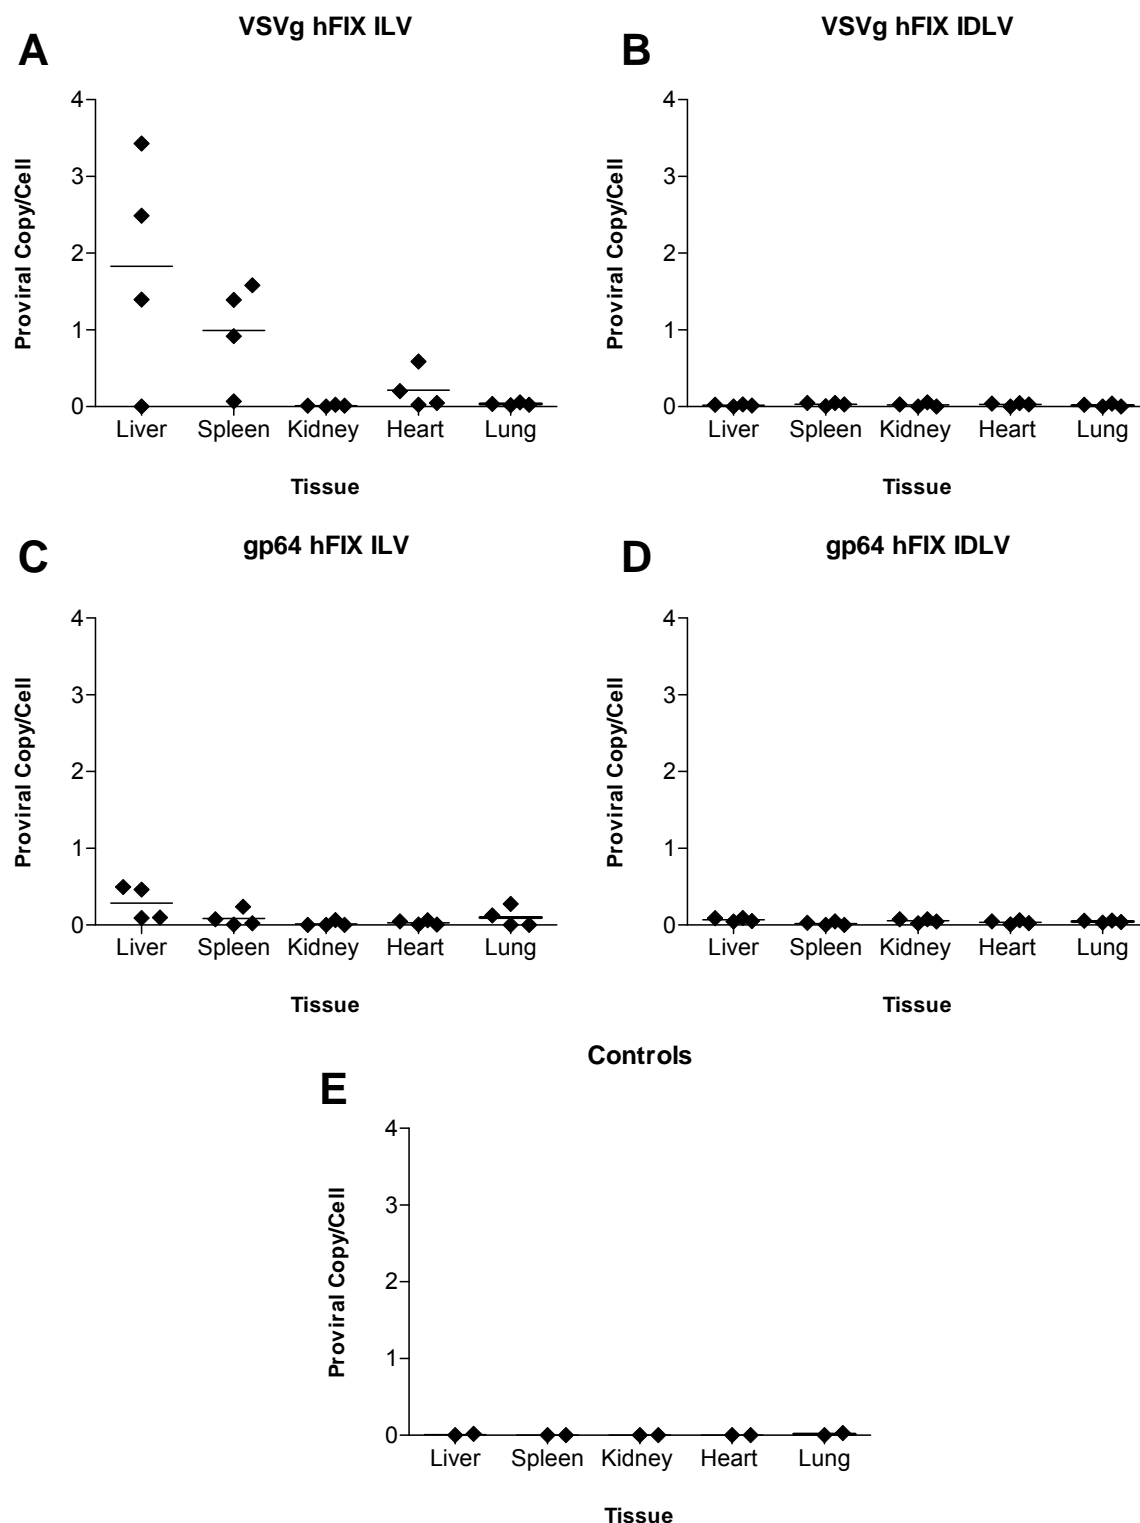 VSVg hFIX ILV
A
4
3
2
1
0
Proviral Copy/Cell
Liver Spleen Kidney Heart Lung
Tissue
VSVg hFIX IDLV
B
4
3
2
1
0
Proviral Copy/Cell
Liver Spleen Kidney Heart Lung
Tissue
gp64 hFIX ILV
C
4
3
2
1
0
Proviral Copy/Cell
Liver Spleen Kidney Heart Lung
Tissue
gp64 hFIX IDLV
D
4
3
2
1
0
Proviral Copy/Cell
Liver Spleen Kidney Heart Lung
Tissue
Controls
E
4
3
2
1
0
Proviral Copy/Cell
Liver Spleen Kidney Heart Lung
Tissue